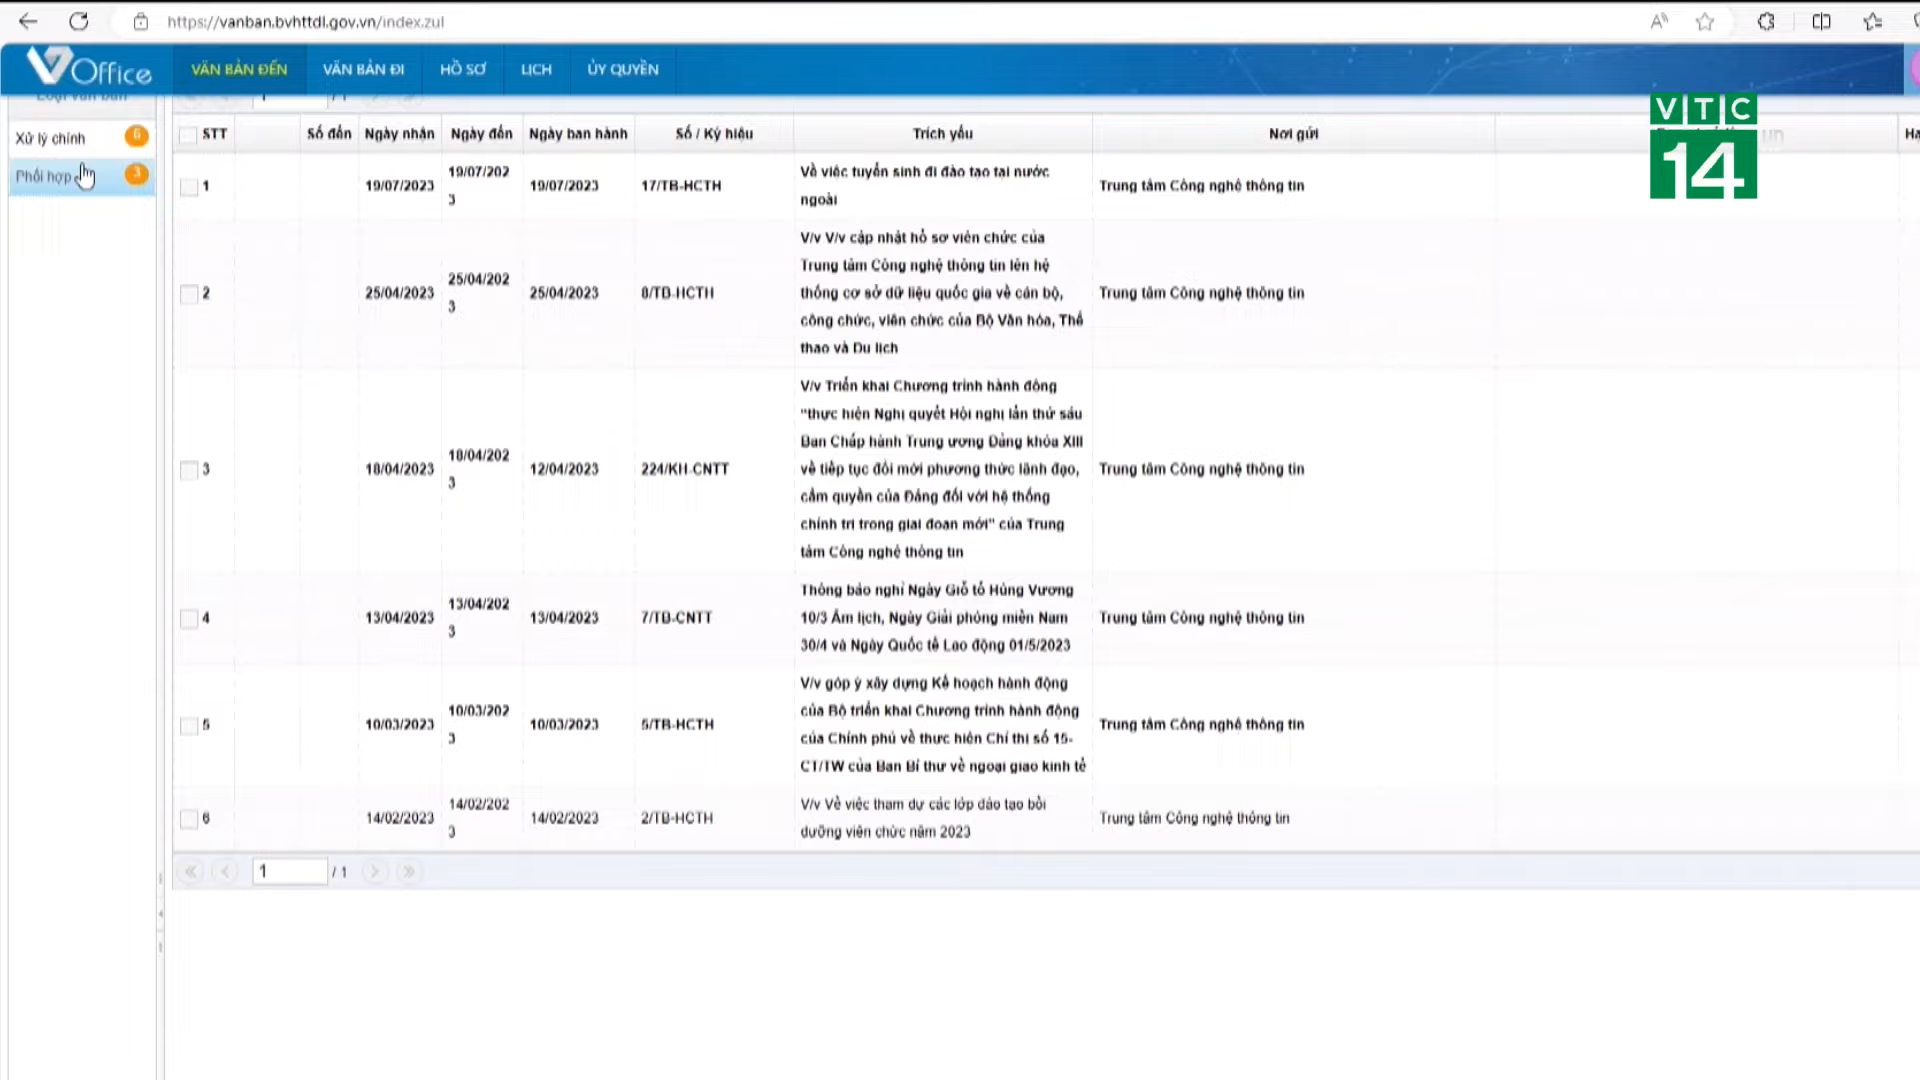 https://vanban.bvhttdl.gov.vn/index.zul
Office
VĂN BẢN ĐẾN VĂN BẢN ĐI HỒ SƠ LỊCH ỦY QUYỀN
VTC
14
Loại văn bản
1 / 1
Xử lý chính 6
Phối hợp 3
STT Số đến Ngày nhận Ngày đến Ngày ban hành Số / Ký hiệu Trích yếu Nơi gửi
1 19/07/2023 19/07/2023 19/07/2023 17/TB-HCTH Về việc tuyển sinh đi đào tạo tại nước
ngoài
Trung tâm Công nghệ thông tin
2 25/04/2023 25/04/2023 25/04/2023 8/TB-HCTH V/v V/v cập nhật hồ sơ viên chức của
Trung tâm Công nghệ thông tin lên hệ
thống cơ sở dữ liệu quốc gia về cán bộ,
công chức, viên chức của Bộ Văn hóa, Thể
thao và Du lịch
Trung tâm Công nghệ thông tin
3 18/04/2023 18/04/2023 12/04/2023 224/KH-CNTT V/v Triển khai Chương trình hành động
"thực hiện Nghị quyết Hội nghị lần thứ sáu
Ban Chấp hành Trung ương Đảng khóa XIII
về tiếp tục đổi mới phương thức lãnh đạo,
cầm quyền của Đảng đối với hệ thống
chính trị trong giai đoạn mới" của Trung
tâm Công nghệ thông tin
Trung tâm Công nghệ thông tin
4 13/04/2023 13/04/2023 13/04/2023 7/TB-CNTT Thông báo nghỉ Ngày Giỗ tổ Hùng Vương
10/3 Âm lịch, Ngày Giải phóng miền Nam
30/4 và Ngày Quốc tế Lao động 01/5/2023
Trung tâm Công nghệ thông tin
5 10/03/2023 10/03/2023 10/03/2023 5/TB-HCTH V/v góp ý xây dựng Kế hoạch hành động
của Bộ triển khai Chương trình hành động
của Chính phủ về thực hiện Chỉ thị số 15-
CT/TW của Ban Bí thư về ngoại giao kinh tế
Trung tâm Công nghệ thông tin
6 14/02/2023 14/02/2023 14/02/2023 2/TB-HCTH V/v Về việc tham dự các lớp đào tạo bồi
dưỡng viên chức năm 2023
Trung tâm Công nghệ thông tin
1 / 1